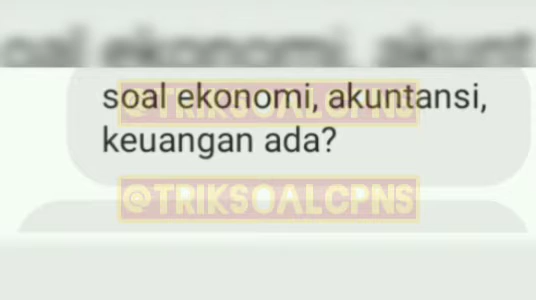 soal ekonomi, akuntansi,
@TRIKSOALCPNS
keuangan ada?
@TRIKSOALCPNS